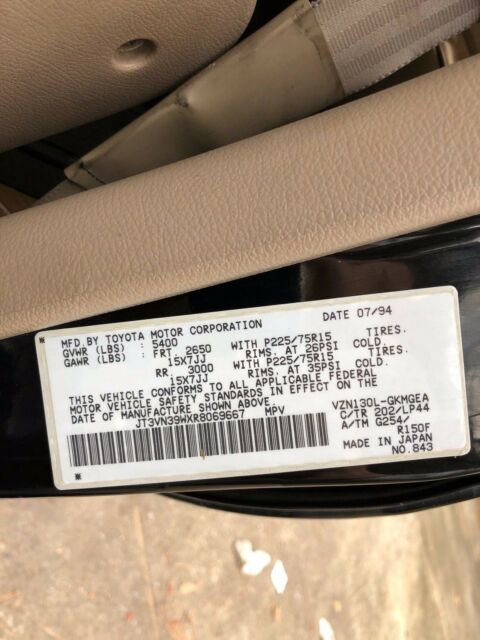 MFD.BY TOYOTA MOTOR CORPORATION DATE 07/94
GVWR (LBS) : 5400 WITH P225/75R15 TIRES.
GAWR (LBS) : FRT 2650 RIMS. AT 26PSI COLD.
15X7JJ
RR. 3000 WITH P225/75R15 TIRES.
15X7JJ RIMS. AT 35PSI COLD.
THIS VEHICLE CONFORMS TO ALL APPLICABLE FEDERAL
MOTOR VEHICLE SAFETY STANDARDS IN EFFECT ON THE
DATE OF MANUFACTURE SHOWN ABOVE.
JT3VN39WXR8069667 MPV
VZN130L-GKMGEA
C/TR 202/LP44
A/TM G254/
R150F
MADE IN JAPAN
NO.843